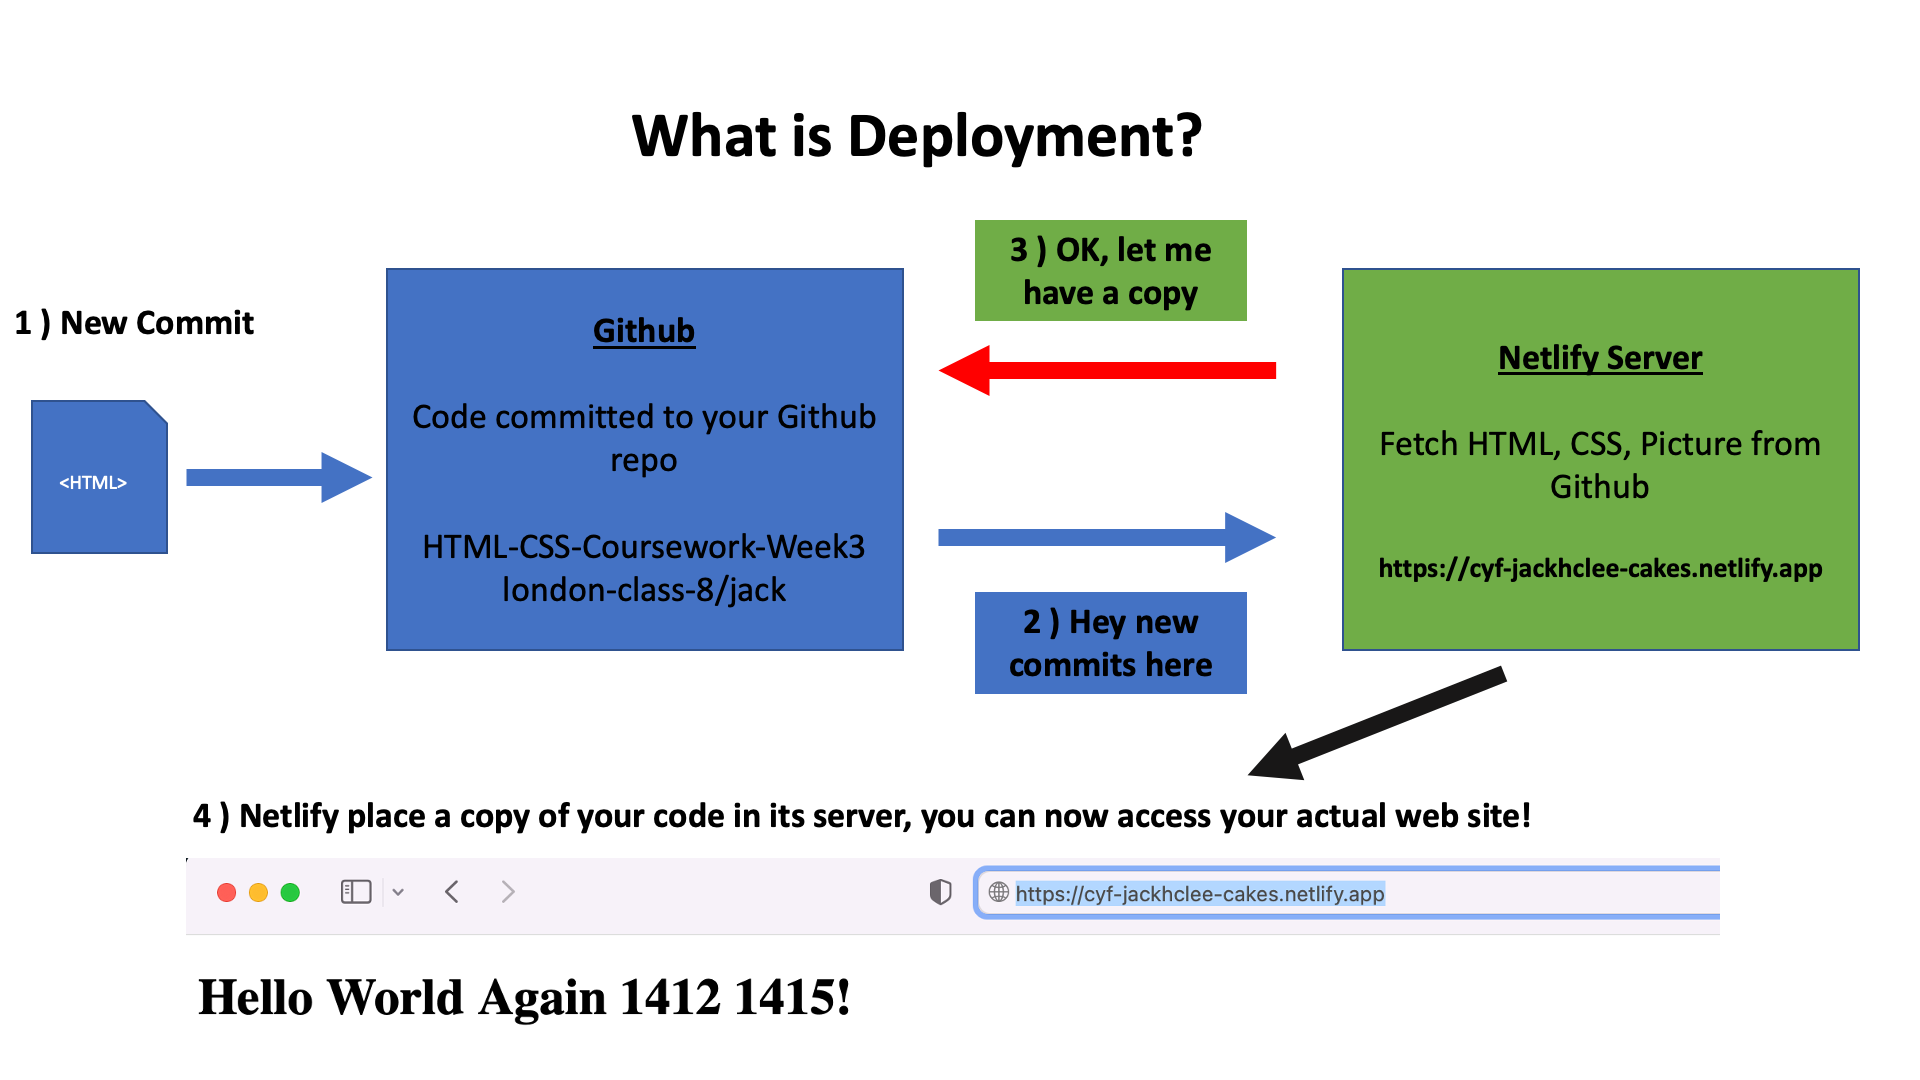 What is Deployment?
1 ) New Commit
<HTML>
Github
Code committed to your Github
repo
HTML-CSS-Coursework-Week3
london-class-8/jack
3 ) OK, let me
have a copy
2 ) Hey new
commits here
Netlify Server
Fetch HTML, CSS, Picture from
Github
https://cyf-jackhclee-cakes.netlify.app
4 ) Netlify place a copy of your code in its server, you can now access your actual web site!
https://cyf-jackhclee-cakes.netlify.app
Hello World Again 1412 1415!